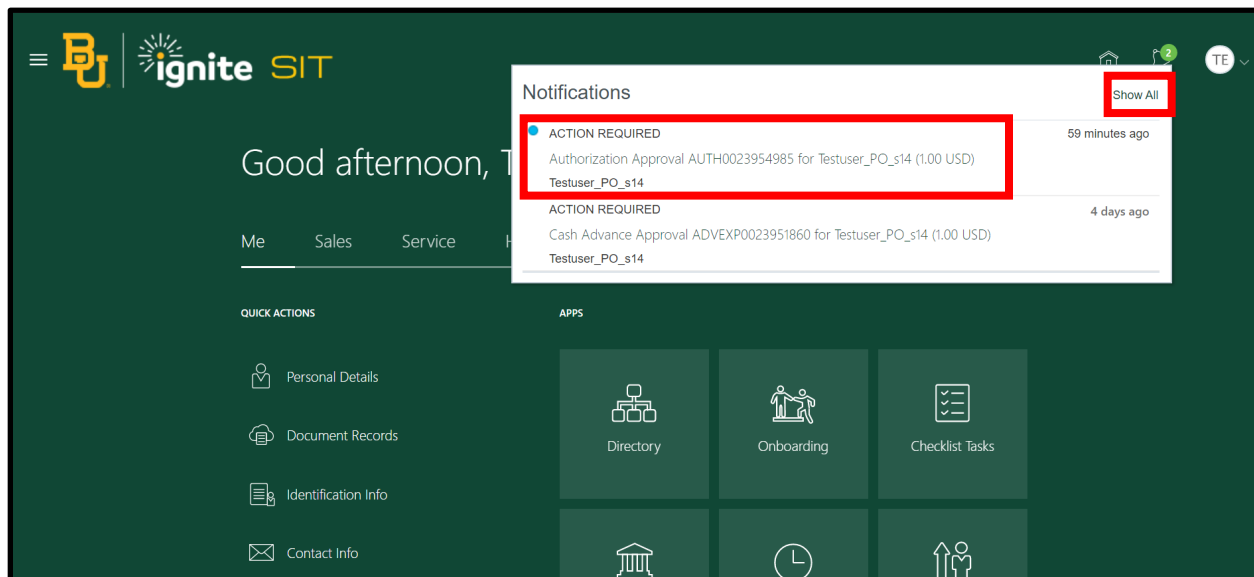 BU ignite SIT
2
TE
Notifications
Show All
ACTION REQUIRED
59 minutes ago
Authorization Approval AUTH0023954985 for Testuser_PO_s14 (1.00 USD)
Testuser_PO_s14
ACTION REQUIRED
4 days ago
Cash Advance Approval ADVEXP0023951860 for Testuser_PO_s14 (1.00 USD)
Testuser_PO_s14
Good afternoon,
Me Sales Service
QUICK ACTIONS
APPS
Personal Details
Document Records
Identification Info
Contact Info
Directory
Onboarding
Checklist Tasks